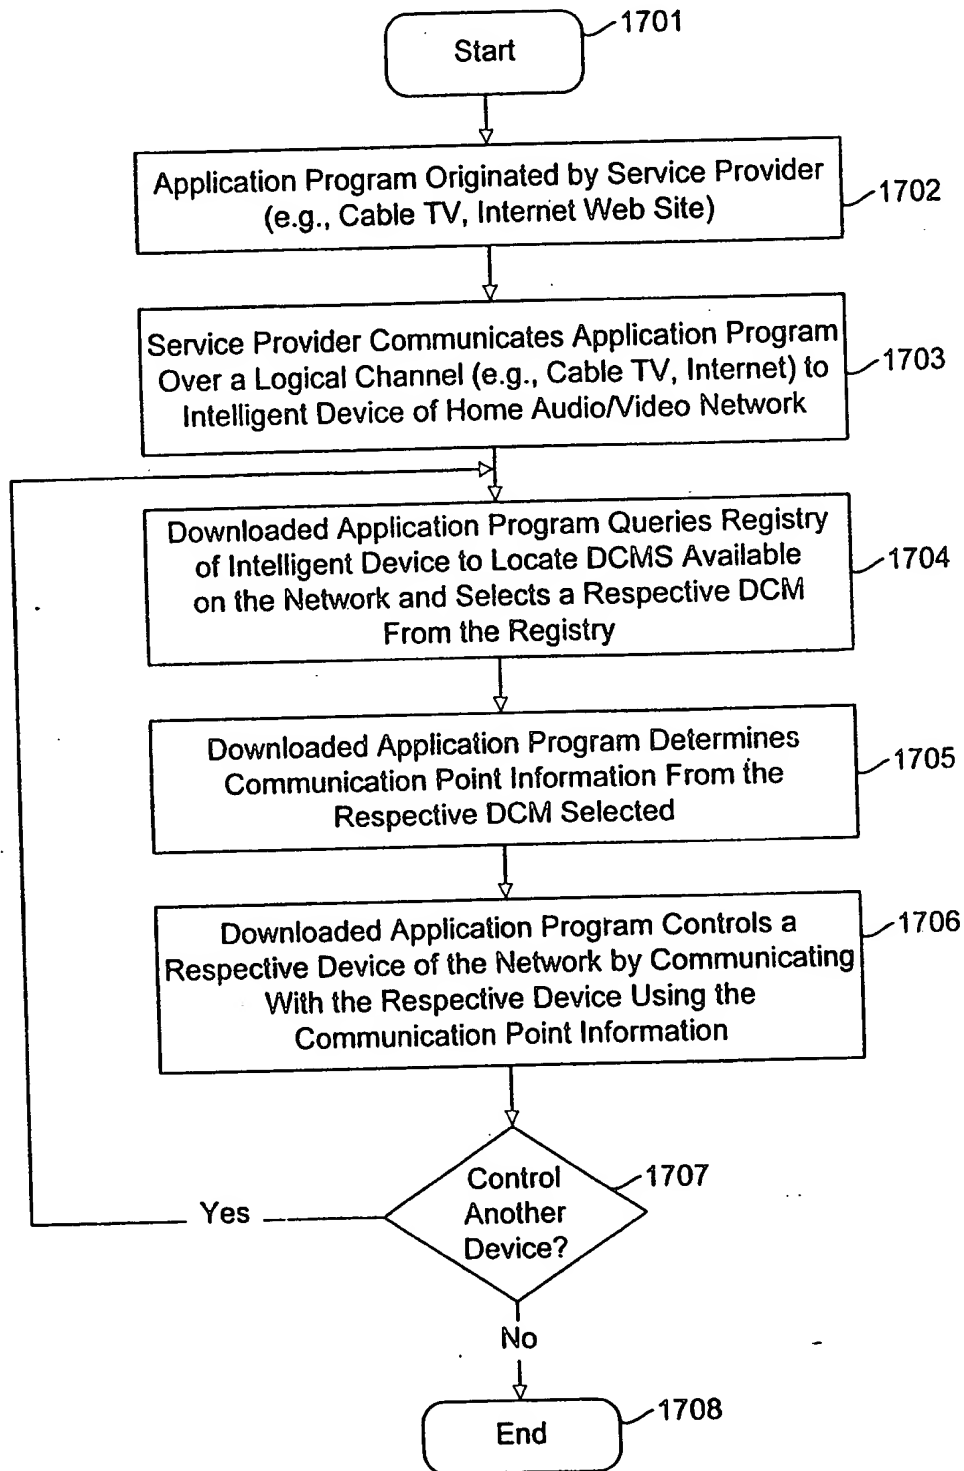 Start
1701
Application Program Originated by Service Provider
(e.g., Cable TV, Internet Web Site)
1702
Service Provider Communicates Application Program
Over a Logical Channel (e.g., Cable TV, Internet) to
Intelligent Device of Home Audio/Video Network
1703
Downloaded Application Program Queries Registry
of Intelligent Device to Locate DCMS Available
on the Network and Selects a Respective DCM
From the Registry
1704
Downloaded Application Program Determines
Communication Point Information From the
Respective DCM Selected
1705
Downloaded Application Program Controls a
Respective Device of the Network by Communicating
With the Respective Device Using the
Communication Point Information
1706
Control
Another
Device?
1707
Yes
No
End
1708